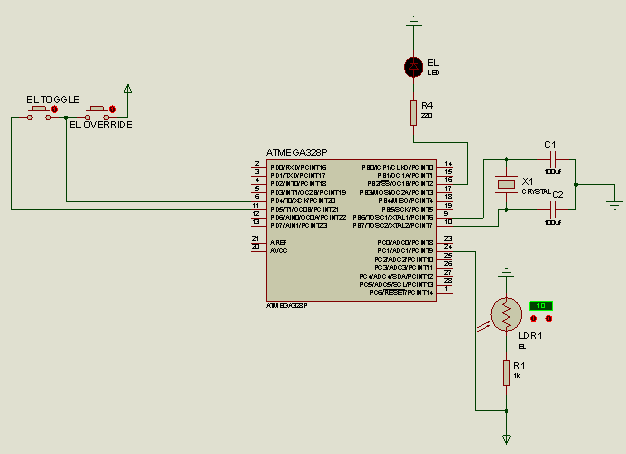 EL
LED
R4
220
EL TOGGLE
EL OVERRIDE
ATMEGA328P
2 PD0/RXD/PCINT16
3 PD1/TXD/PCINT17
4 PD2/INT0/PCINT18
5 PD3/INT1/OC2B/PCINT19
6 PD4/T0/XCK/PCINT20
11 PD5/T1/OC0B/PCINT21
12 PD6/AIN0/OC0A/PCINT22
13 PD7/AIN1/PCINT23
21 AREF
20 AVCC
PB0/ICP1/CLKO/PCINT0 14
PB1/OC1A/PCINT1 15
PB2/SS/OC1B/PCINT2 16
PB3/MOSI/OC2A/PCINT3 17
PB4/MISO/PCINT4 18
PB5/SCK/PCINT5 19
PB6/TOSC1/XTAL1/PCINT6 9
PB7/TOSC2/XTAL2/PCINT7 10
PC0/ADC0/PCINT8 23
PC1/ADC1/PCINT9 24
PC2/ADC2/PCINT10 25
PC3/ADC3/PCINT11 26
PC4/ADC4/SDA/PCINT12 27
PC5/ADC5/SCL/PCINT13 28
PC6/RESET/PCINT14 1
ATMEGA328P
C1
100uf
X1
CRYSTAL
C2
100uf
10
LDR1
EL
R1
1k